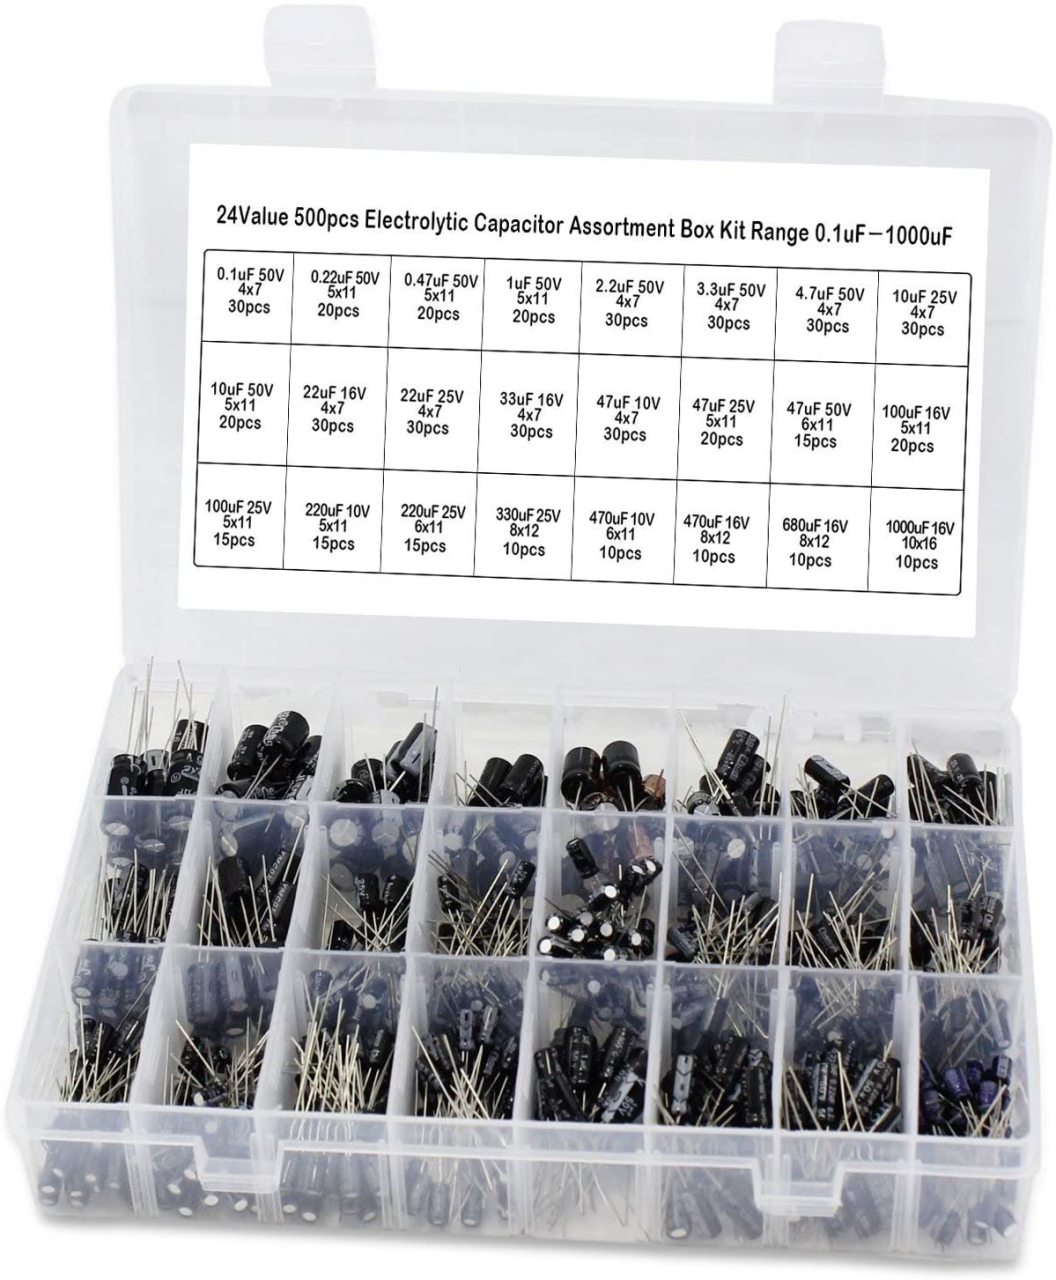 24Value 500pcs Electrolytic Capacitor Assortment Box Kit Range 0.1uF-1000uF
0.1uF 50V
4x7
30pcs
0.22uF 50V
5x11
20pcs
0.47uF 50V
5x11
20pcs
1uF 50V
5x11
20pcs
2.2uF 50V
4x7
30pcs
3.3uF 50V
4x7
30pcs
4.7uF 50V
4x7
30pcs
10uF 25V
4x7
30pcs
10uF 50V
5x11
20pcs
22uF 16V
4x7
30pcs
22uF 25V
4x7
30pcs
33uF 16V
4x7
30pcs
47uF 10V
4x7
30pcs
47uF 25V
5x11
20pcs
47uF 50V
6x11
15pcs
100uF 16V
5x11
20pcs
100uF 25V
5x11
15pcs
220uF 10V
5x11
15pcs
220uF 25V
6x11
15pcs
330uF 25V
8x12
10pcs
470uF 10V
6x11
10pcs
470uF 16V
8x12
10pcs
680uF 16V
8x12
10pcs
1000uF 16V
10x16
10pcs